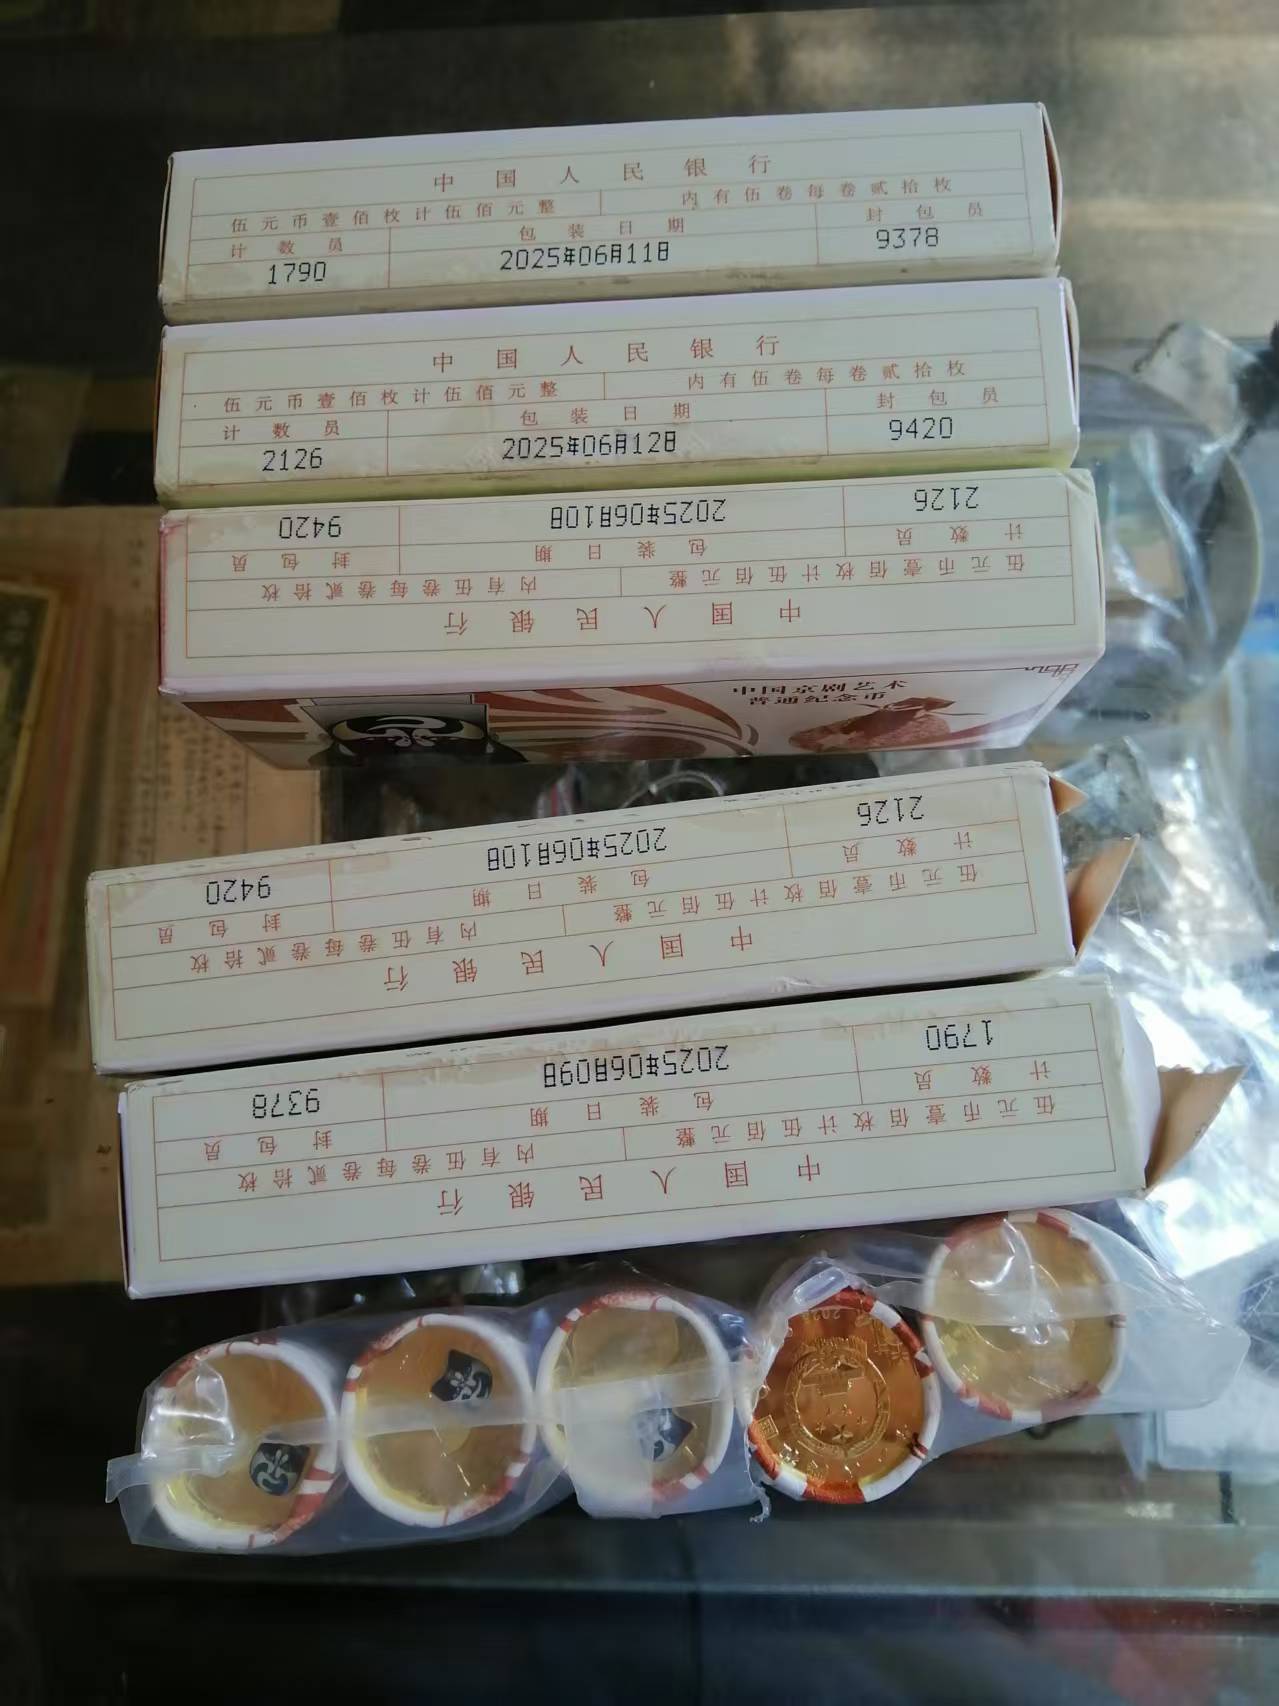 中国人民银行
伍元币壹佰枚计伍佰元整 内有伍卷每卷贰拾枚
计数员 包装日期 封包员
1790 2025年06月11日 9378
中国人民银行
伍元币壹佰枚计伍佰元整 内有伍卷每卷贰拾枚
计数员 包装日期 封包员
2126 2025年06月12日 9420
中国人民银行
伍元币壹佰枚计伍佰元整 内有伍卷每卷贰拾枚
计数员 包装日期 封包员
2126 2025年06月10日 9420
中国京剧艺术
普通纪念币
中国人民银行
伍元币壹佰枚计伍佰元整 内有伍卷每卷贰拾枚
计数员 包装日期 封包员
2126 2025年06月10日 9420
中国人民银行
伍元币壹佰枚计伍佰元整 内有伍卷每卷贰拾枚
计数员 包装日期 封包员
1790 2025年06月09日 9378